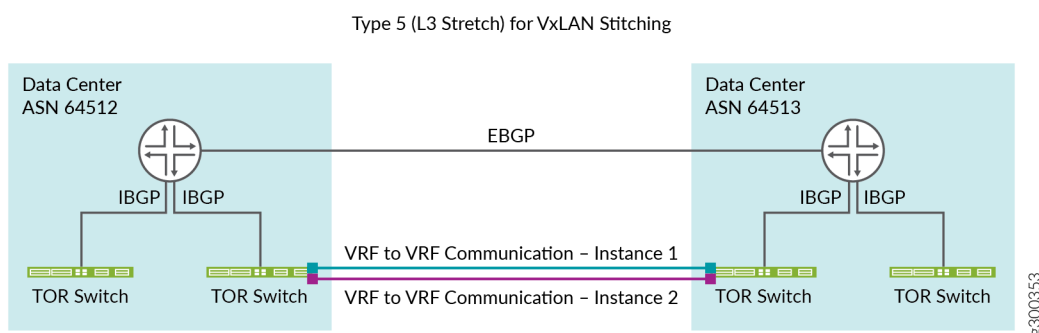 Type 5 (L3 Stretch) for VxLAN Stitching
Data Center
ASN 64512
Data Center
ASN 64513
EBGP
IBGP
IBGP
IBGP
IBGP
VRF to VRF Communication – Instance 1
TOR Switch
TOR Switch
VRF to VRF Communication – Instance 2
TOR Switch
TOR Switch
g300353